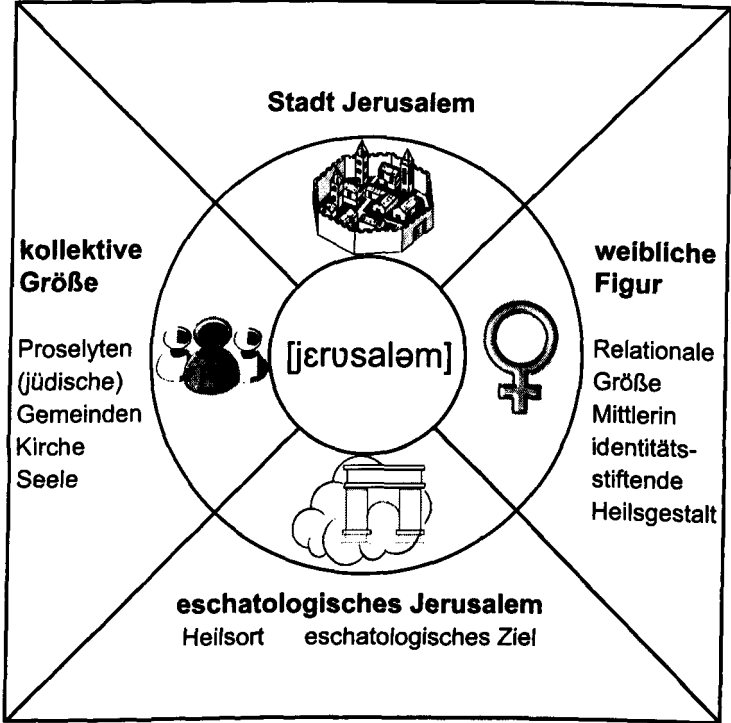 Stadt Jerusalem
kollektive
Größe
Proselyten
(jüdische)
Gemeinden
Kirche
Seele
[jɛrʊsalǝm]
weibliche
Figur
Relationale
Größe
Mittlerin
identitäts-
stiftende
Heilsgestalt
eschatologisches Jerusalem
Heilsort eschatologisches Ziel